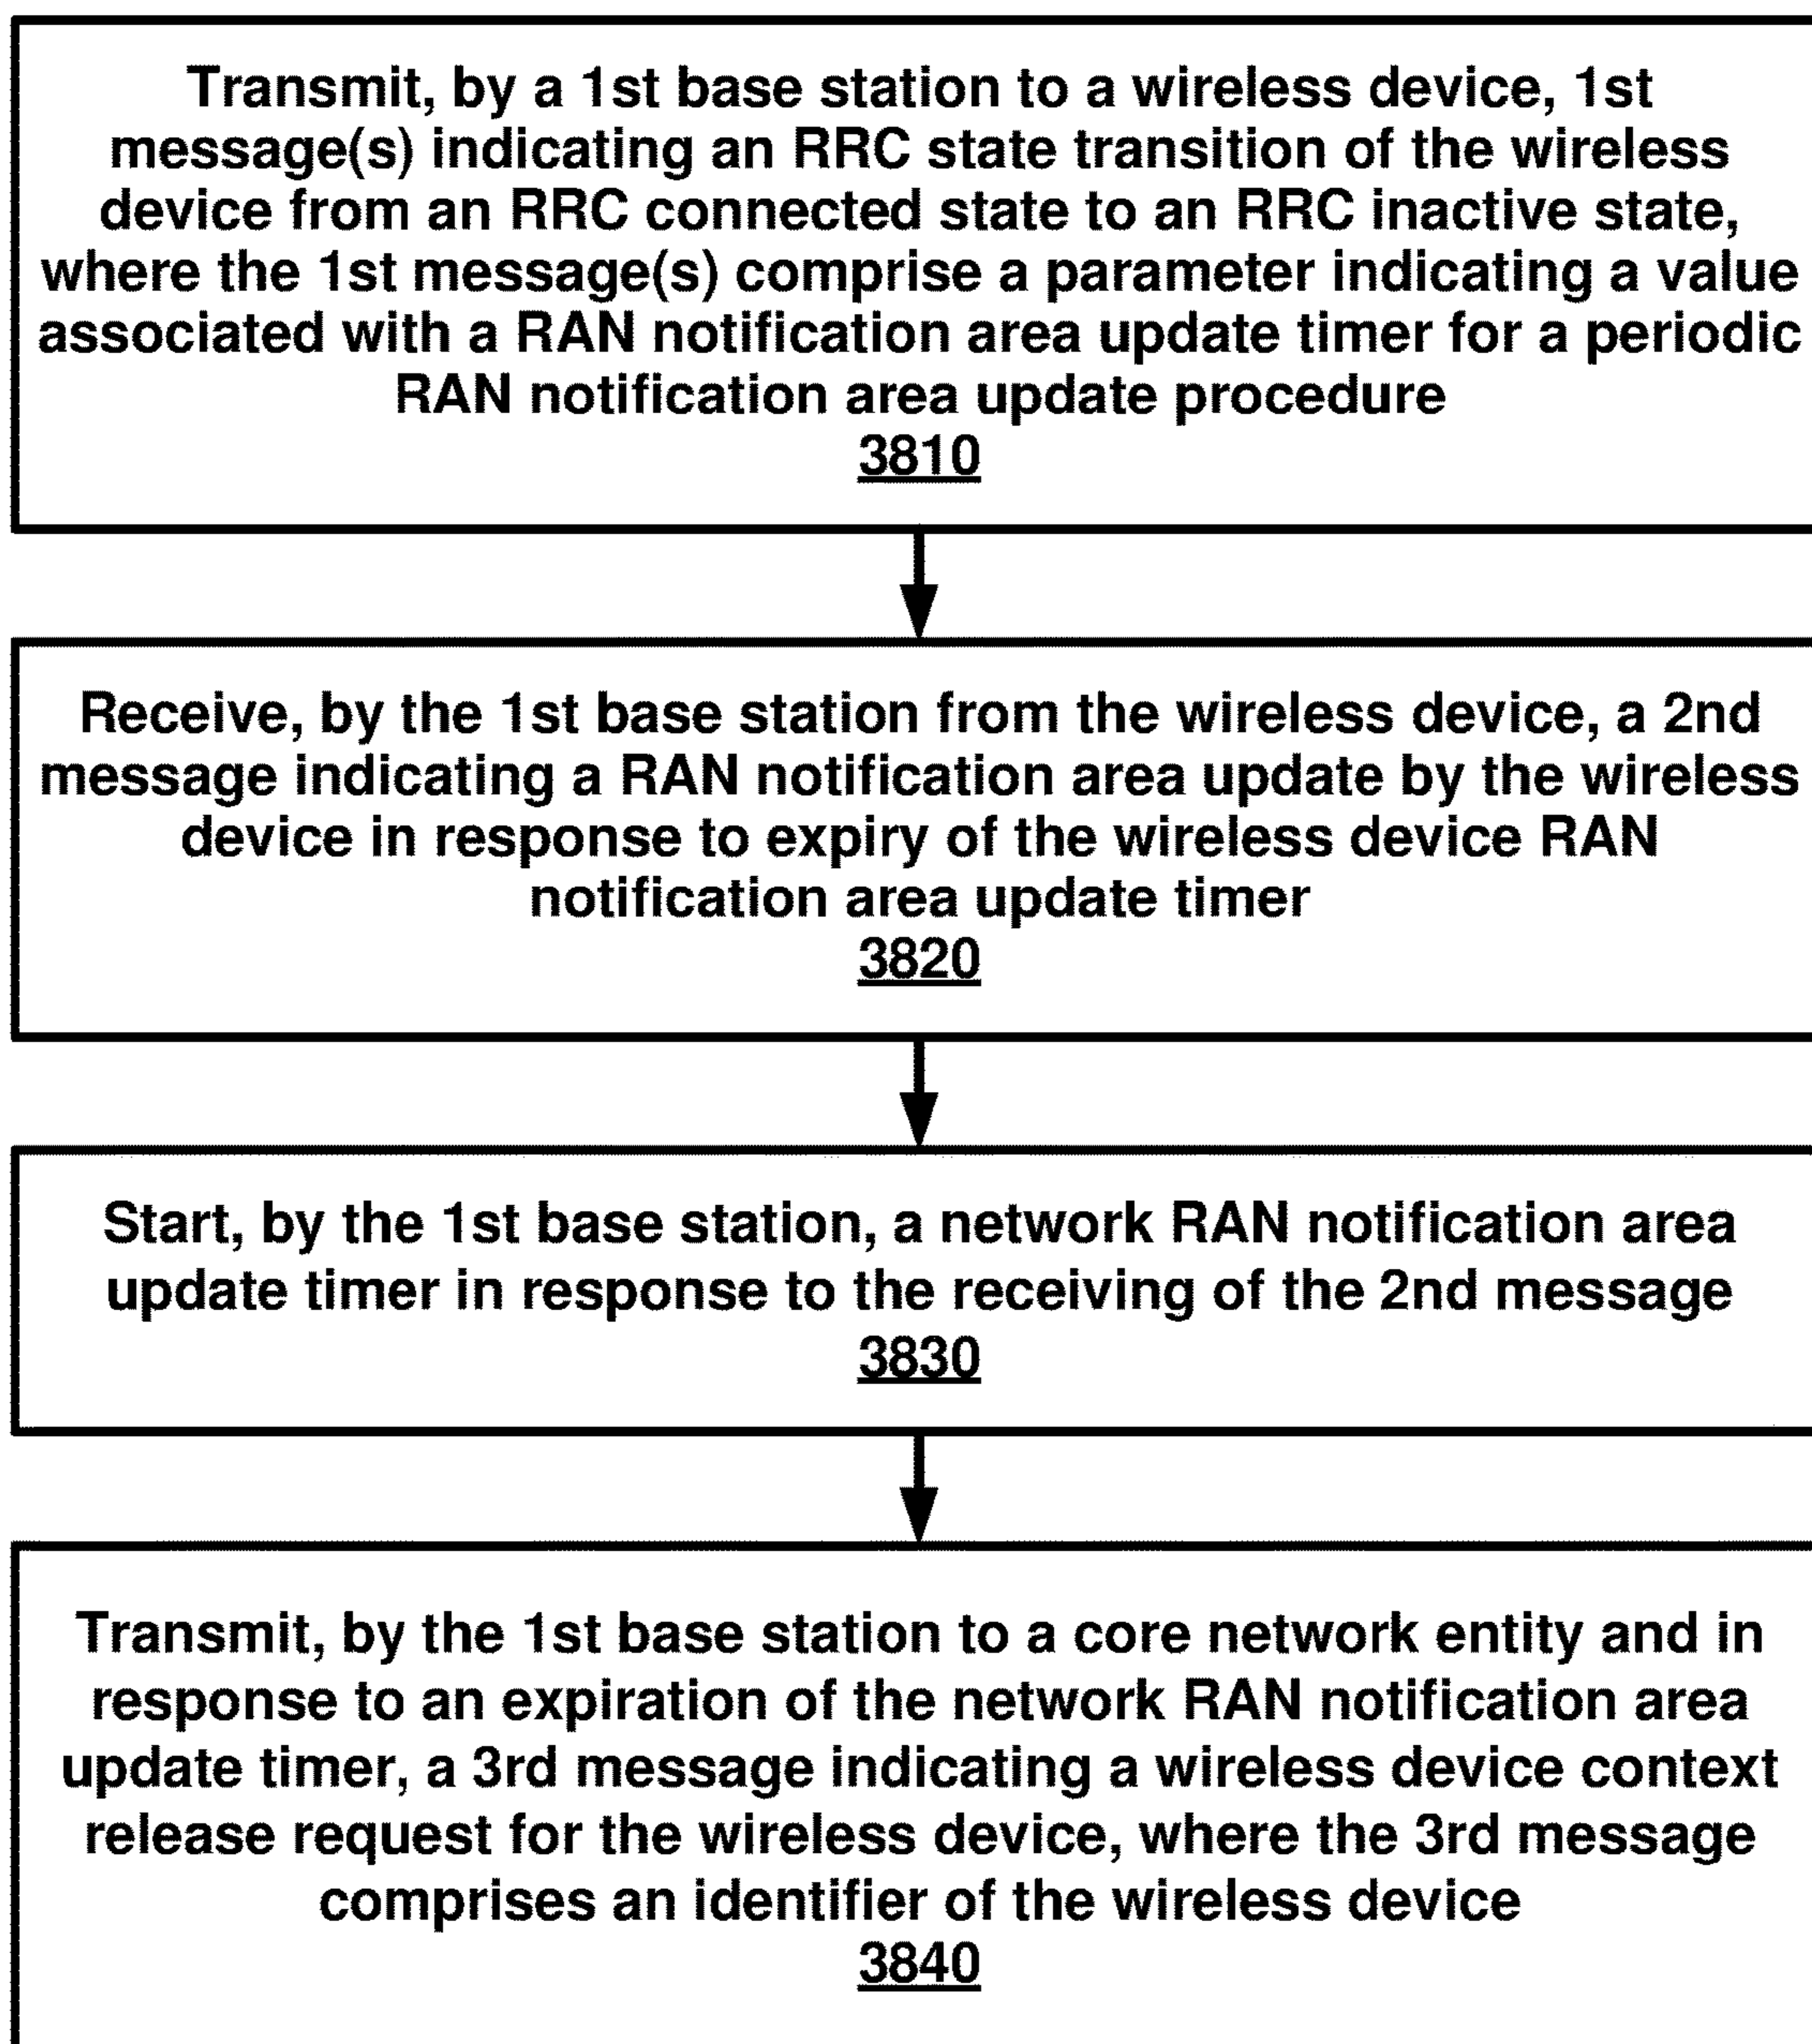 Transmit, by a 1st base station to a wireless device, 1st
message(s) indicating an RRC state transition of the wireless
device from an RRC connected state to an RRC inactive state,
where the 1st message(s) comprise a parameter indicating a value
associated with a RAN notification area update timer for a periodic
RAN notification area update procedure
3810
Receive, by the 1st base station from the wireless device, a 2nd
message indicating a RAN notification area update by the wireless
device in response to expiry of the wireless device RAN
notification area update timer
3820
Start, by the 1st base station, a network RAN notification area
update timer in response to the receiving of the 2nd message
3830
Transmit, by the 1st base station to a core network entity and in
response to an expiration of the network RAN notification area
update timer, a 3rd message indicating a wireless device context
release request for the wireless device, where the 3rd message
comprises an identifier of the wireless device
3840